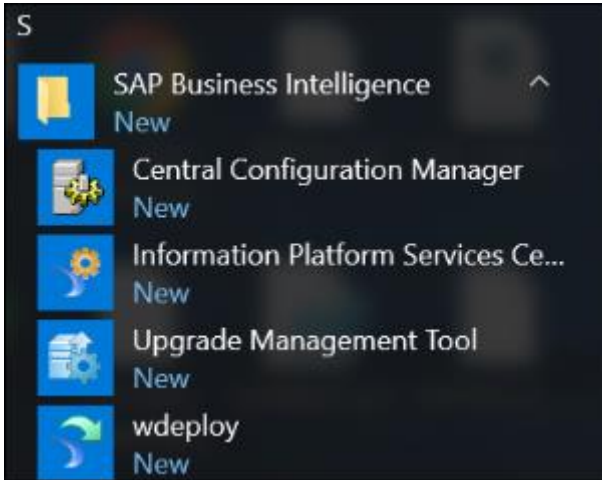 S
SAP Business Intelligence
New
Central Configuration Manager
New
Information Platform Services Ce...
New
Upgrade Management Tool
New
wdeploy
New